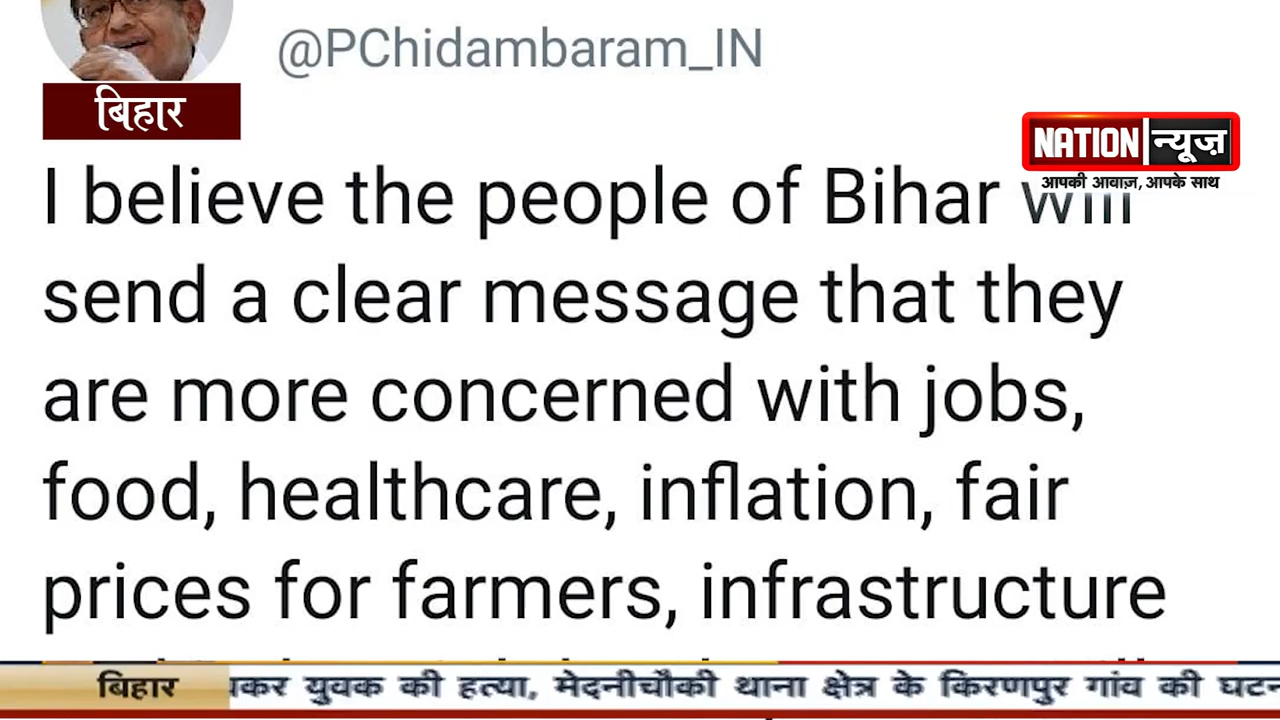 @PChidambaram_IN
बिहार
NATION न्यूज़
आपकी आवाज़, आपके साथ
I believe the people of Bihar will
send a clear message that they
are more concerned with jobs,
food, healthcare, inflation, fair
prices for farmers, infrastructure
बिहार
युवक की हत्या, मेदनीचौकी थाना क्षेत्र के किरणपुर गांव की